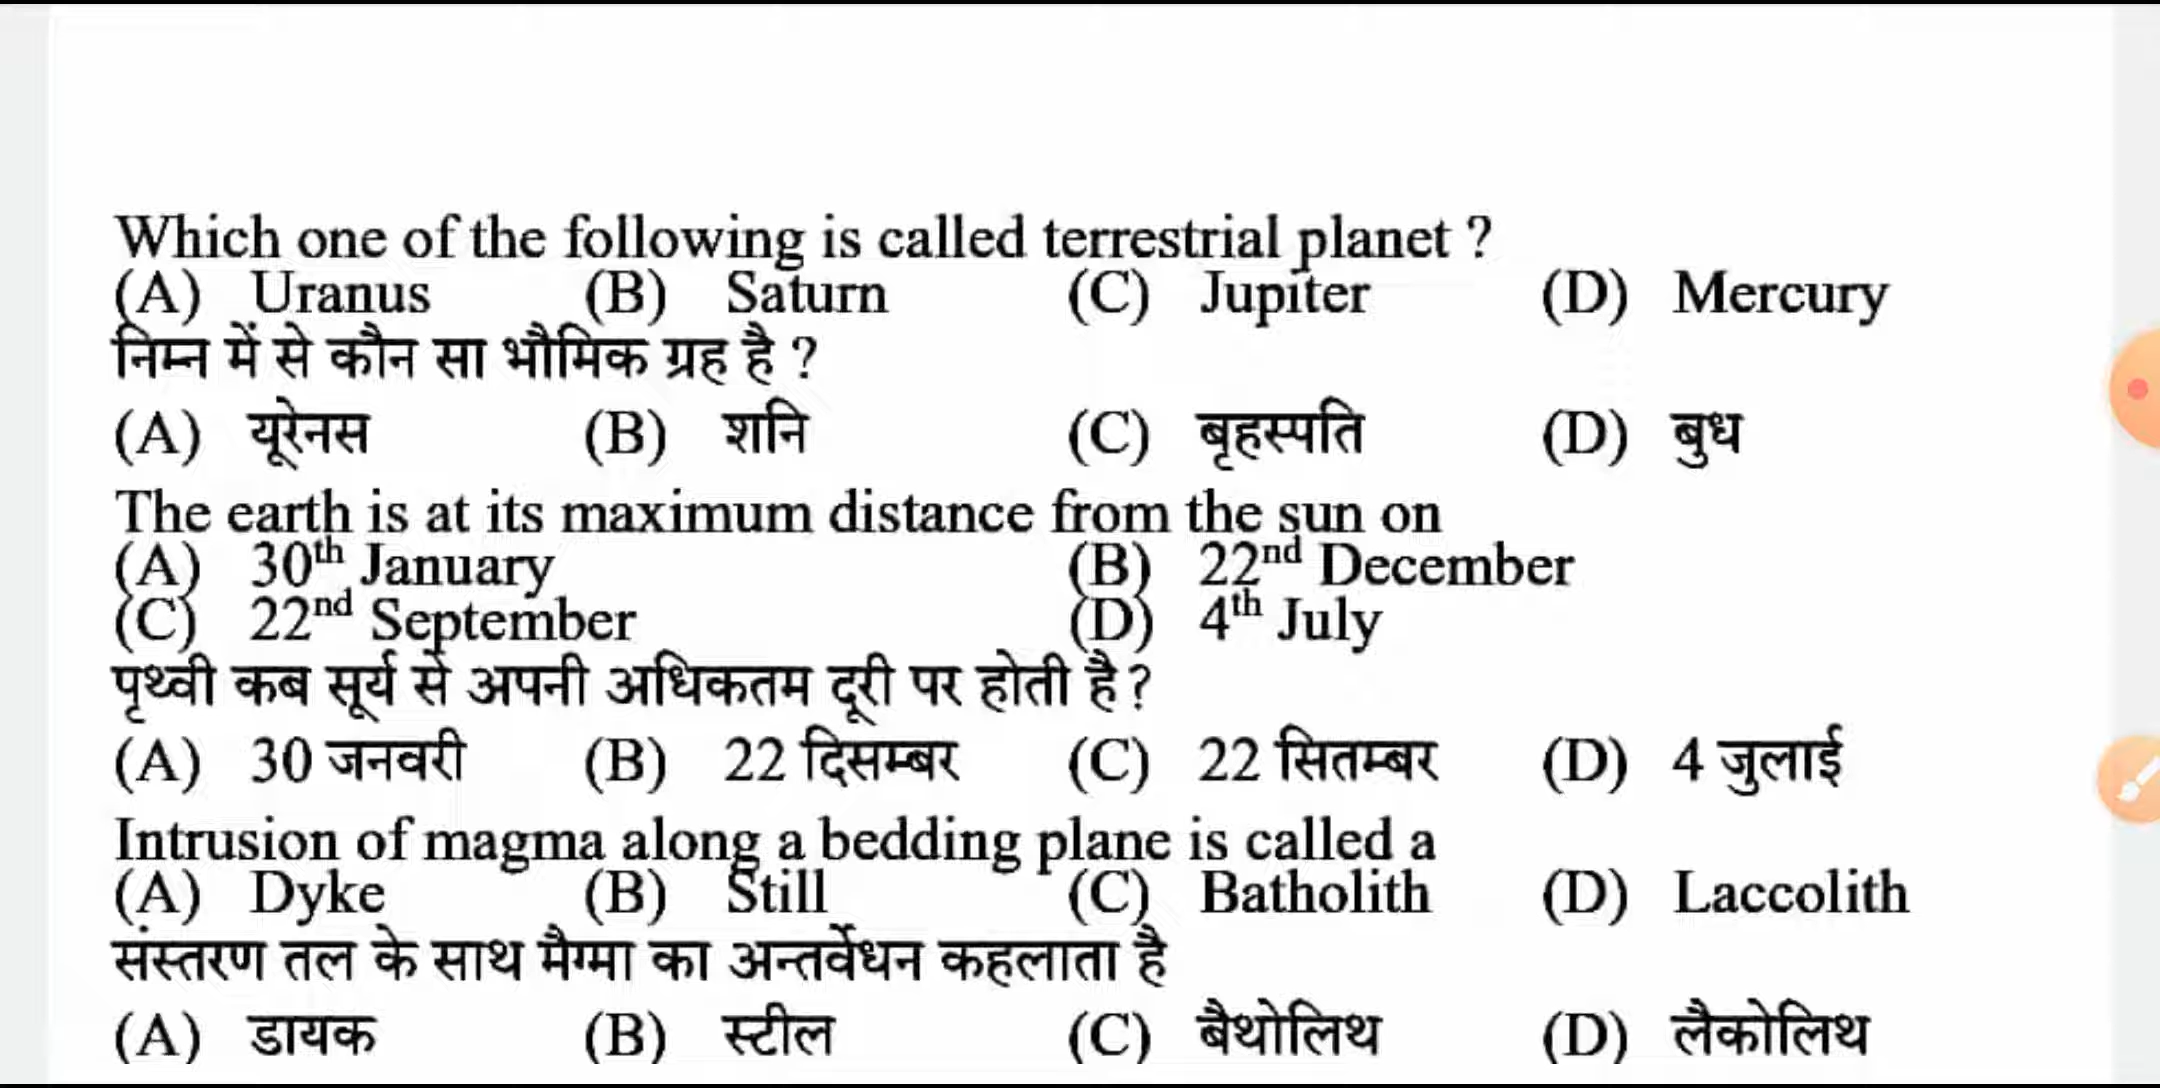 Which one of the following is called terrestrial planet ?
(A) Uranus (B) Saturn (C) Jupiter (D) Mercury
निम्न में से कौन सा भौमिक ग्रह है ?
(A) यूरेनस (B) शनि (C) बृहस्पति (D) बुध
The earth is at its maximum distance from the sun on
(A) 30th January (B) 22nd December
(C) 22nd September (D) 4th July
पृथ्वी कब सूर्य से अपनी अधिकतम दूरी पर होती है ?
(A) 30 जनवरी (B) 22 दिसम्बर (C) 22 सितम्बर (D) 4 जुलाई
Intrusion of magma along a bedding plane is called a
(A) Dyke (B) Still (C) Batholith (D) Laccolith
संस्तरण तल के साथ मैग्मा का अन्तर्वेधन कहलाता है
(A) डायक (B) स्टील (C) बैथोलिथ (D) लैकोलिथ